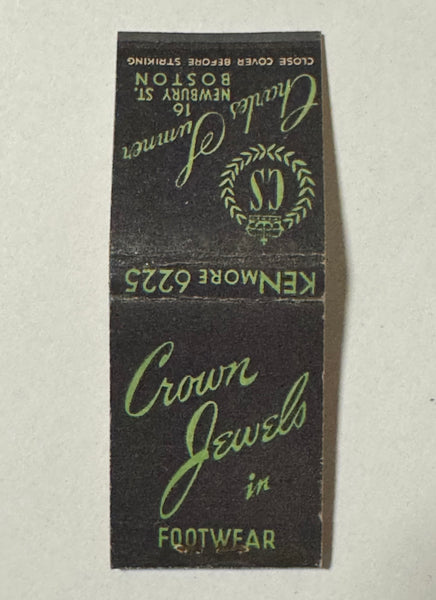 CLOSE COVER BEFORE STRIKING
Charles
Sumner
16
NEWBURY ST.
BOSTON
CS
KENMORE 6225
Crown
Jewels
in
FOOTWEAR